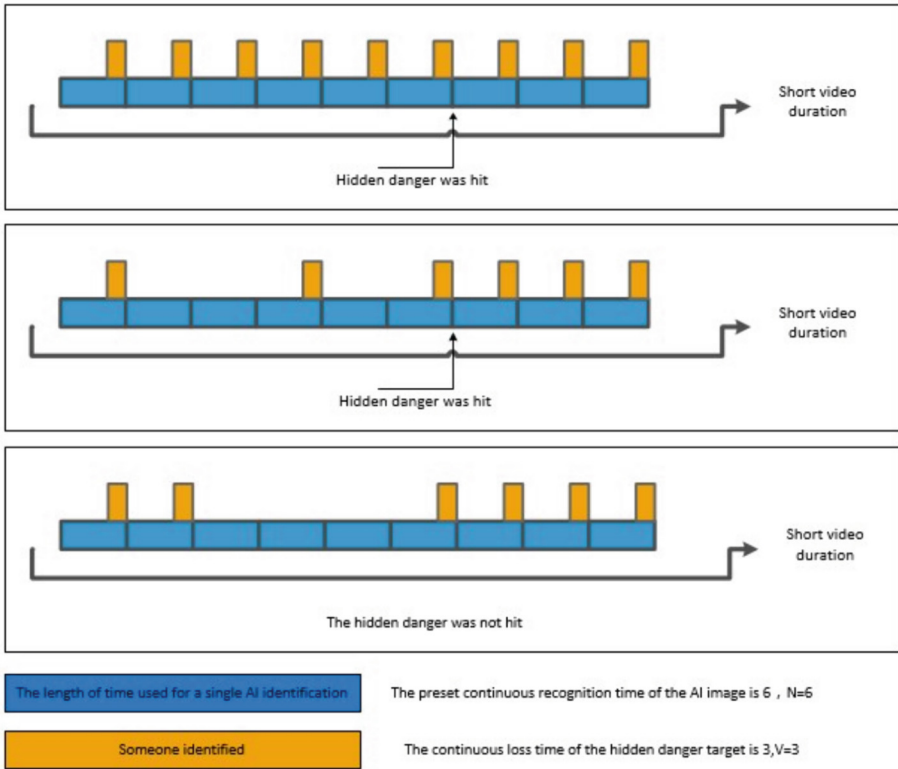 Short video
duration
Hidden danger was hit
Short video
duration
Hidden danger was hit
Short video
duration
The hidden danger was not hit
The length of time used for a single AI identification
The preset continuous recognition time of the AI image is 6 , N=6
Someone identified
The continuous loss time of the hidden danger target is 3,V=3